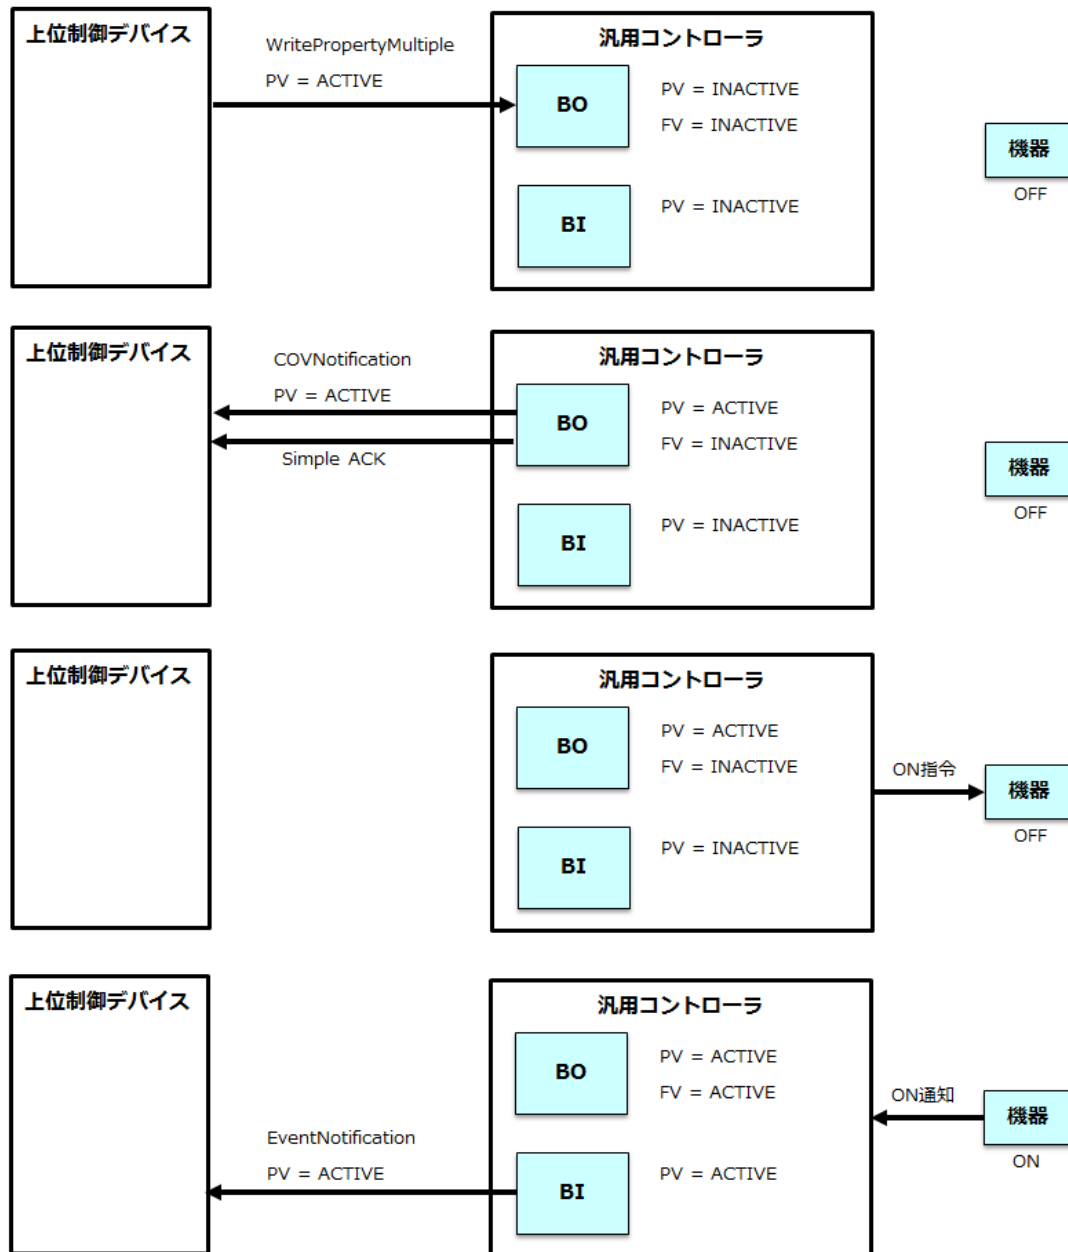 上位制御デバイス
WritePropertyMultiple
PV = ACTIVE
汎用コントローラ
BO
PV = INACTIVE
FV = INACTIVE
BI
PV = INACTIVE
機器
OFF
上位制御デバイス
COVNotification
PV = ACTIVE
Simple ACK
汎用コントローラ
BO
PV = ACTIVE
FV = INACTIVE
BI
PV = INACTIVE
機器
OFF
上位制御デバイス
汎用コントローラ
BO
PV = ACTIVE
FV = INACTIVE
BI
PV = INACTIVE
ON指令
機器
OFF
上位制御デバイス
EventNotification
PV = ACTIVE
汎用コントローラ
BO
PV = ACTIVE
FV = ACTIVE
BI
PV = ACTIVE
ON通知
機器
ON